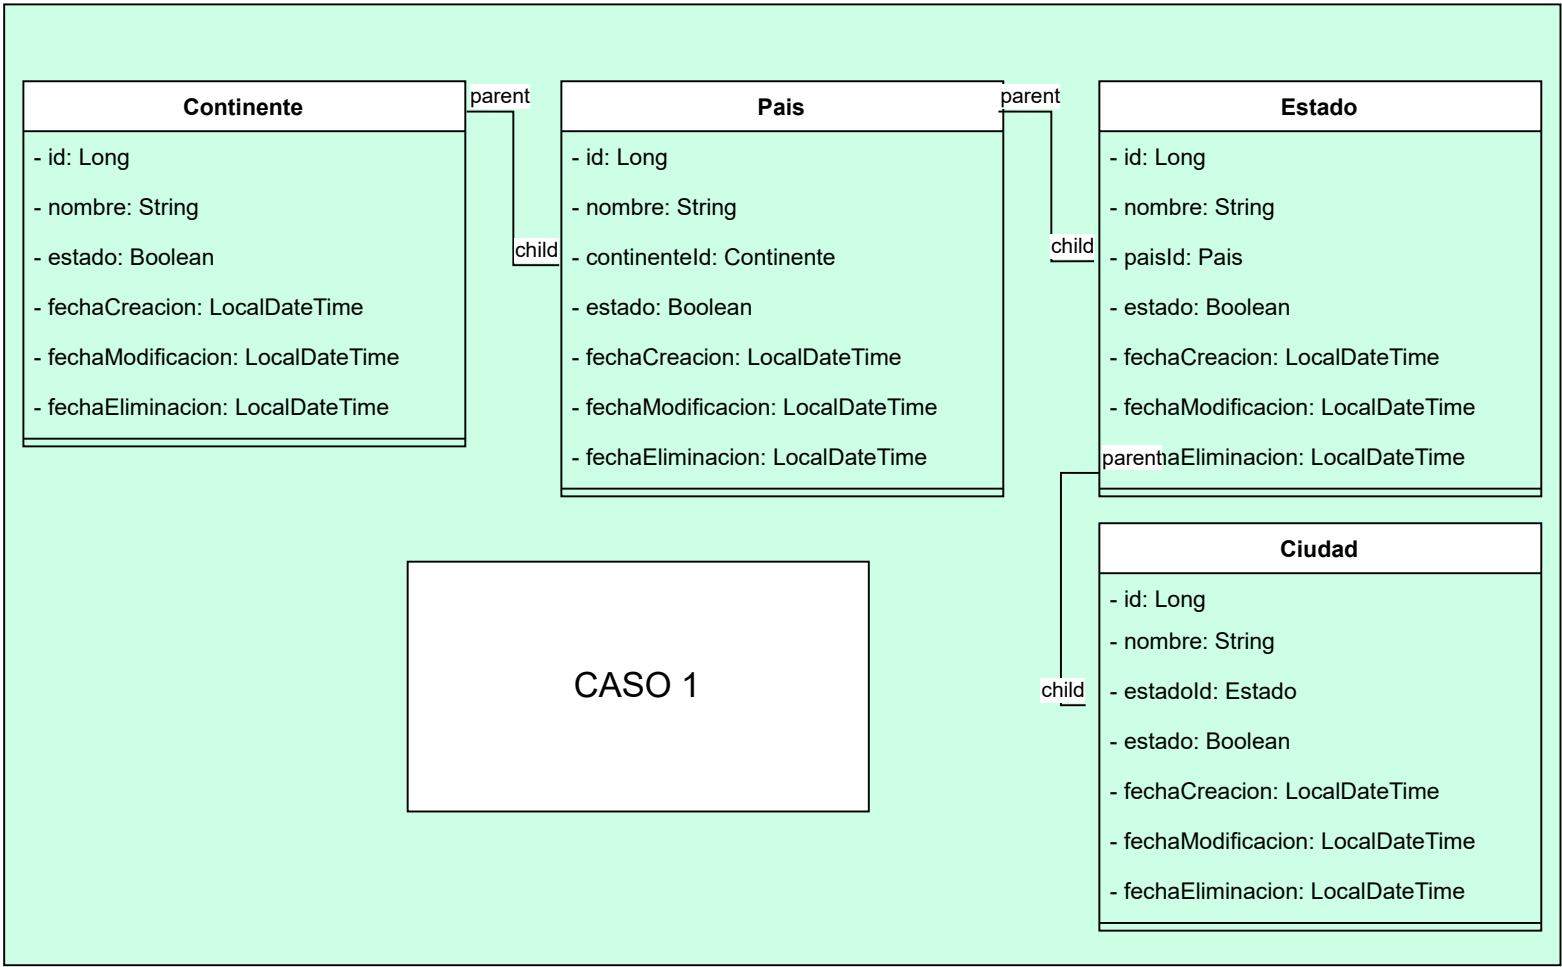 Continente
- id: Long
- nombre: String
- estado: Boolean
- fechaCreacion: LocalDateTime
- fechaModificacion: LocalDateTime
- fechaEliminacion: LocalDateTime
parent
child
Pais
- id: Long
- nombre: String
- continenteId: Continente
- estado: Boolean
- fechaCreacion: LocalDateTime
- fechaModificacion: LocalDateTime
- fechaEliminacion: LocalDateTime
parent
child
Estado
- id: Long
- nombre: String
- paisId: Pais
- estado: Boolean
- fechaCreacion: LocalDateTime
- fechaModificacion: LocalDateTime
parent
haEliminacion: LocalDateTime
child
Ciudad
- id: Long
- nombre: String
- estadoId: Estado
- estado: Boolean
- fechaCreacion: LocalDateTime
- fechaModificacion: LocalDateTime
- fechaEliminacion: LocalDateTime
CASO 1